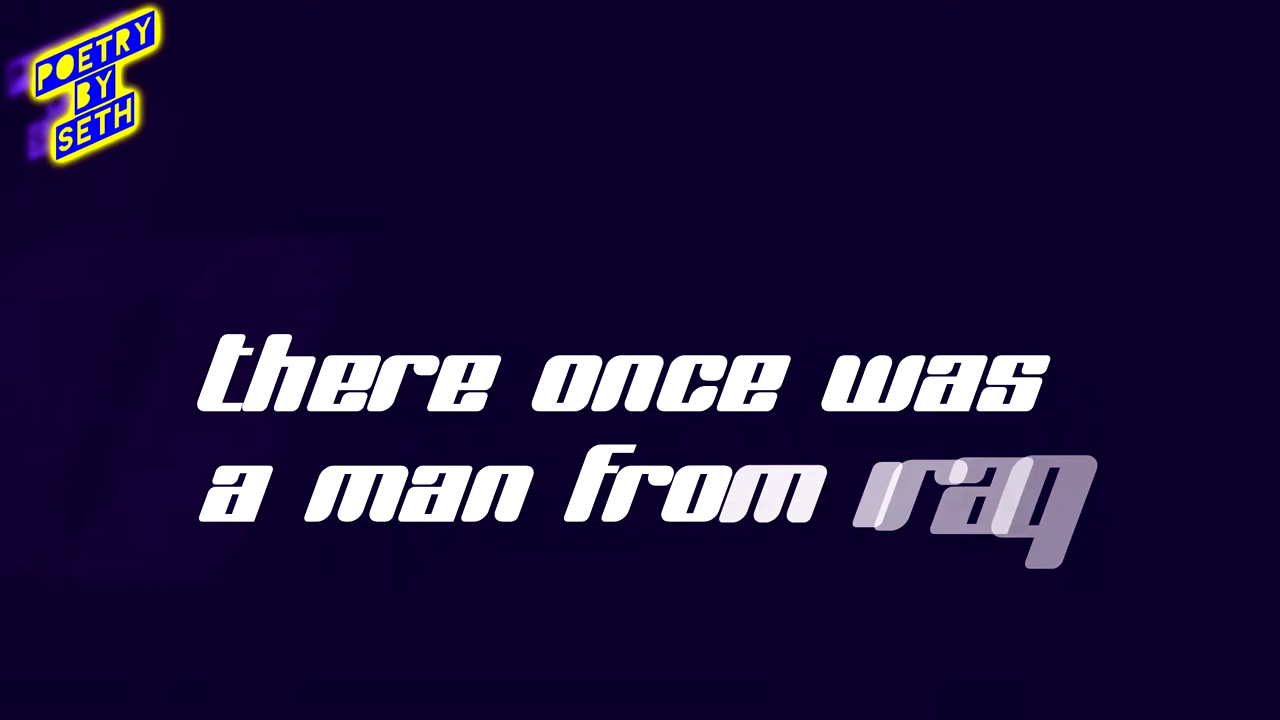 POETRY
BY
SETH
there once was
a man from iraq